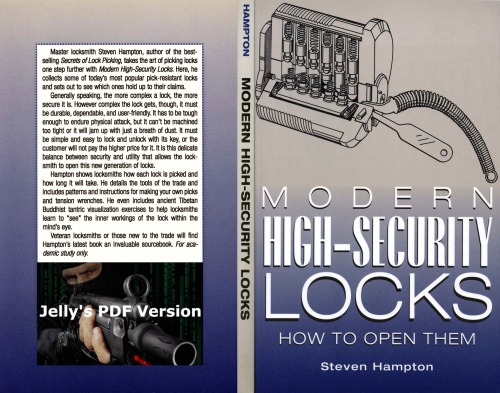 Master locksmith Steven Hampton, author of the best-
selling Secrets of Lock Picking, takes the art of picking locks
one step further with Modern High-Security Locks. Here, he
collects some of today's most popular pick-resistant locks
and sets out to see which ones hold up to their claims.
Generally speaking, the more complex a lock, the more
secure it is. However complex the lock gets, though, it must
be durable, dependable, and user-friendly. It has to be tough
enough to endure physical attack, but it can't be machined
too tight or it will jam up with just a breath of dust. It must
be simple and easy to lock and unlock with its key, or the
customer will not pay the higher price for it. It is this delicate
balance between security and utility that allows the lock-
smith to open this new generation of locks.
Hampton shows locksmiths how each lock is picked and
how long it will take. He details the tools of the trade and
includes patterns and instructions for making your own picks
and tension wrenches. He even includes ancient Tibetan
Buddhist tantric visualization exercises to help locksmiths
learn to "see" the inner workings of the lock within the
mind's eye.
Veteran locksmiths or those new to the trade will find
Hampton's latest book an invaluable sourcebook. For aca-
demic study only.
Jelly's PDF Version
HAMPTON
MODERN HIGH-SECURITY LOCKS
MODERN
HIGH-SECURITY
LOCKS
HOW TO OPEN THEM
Steven Hampton